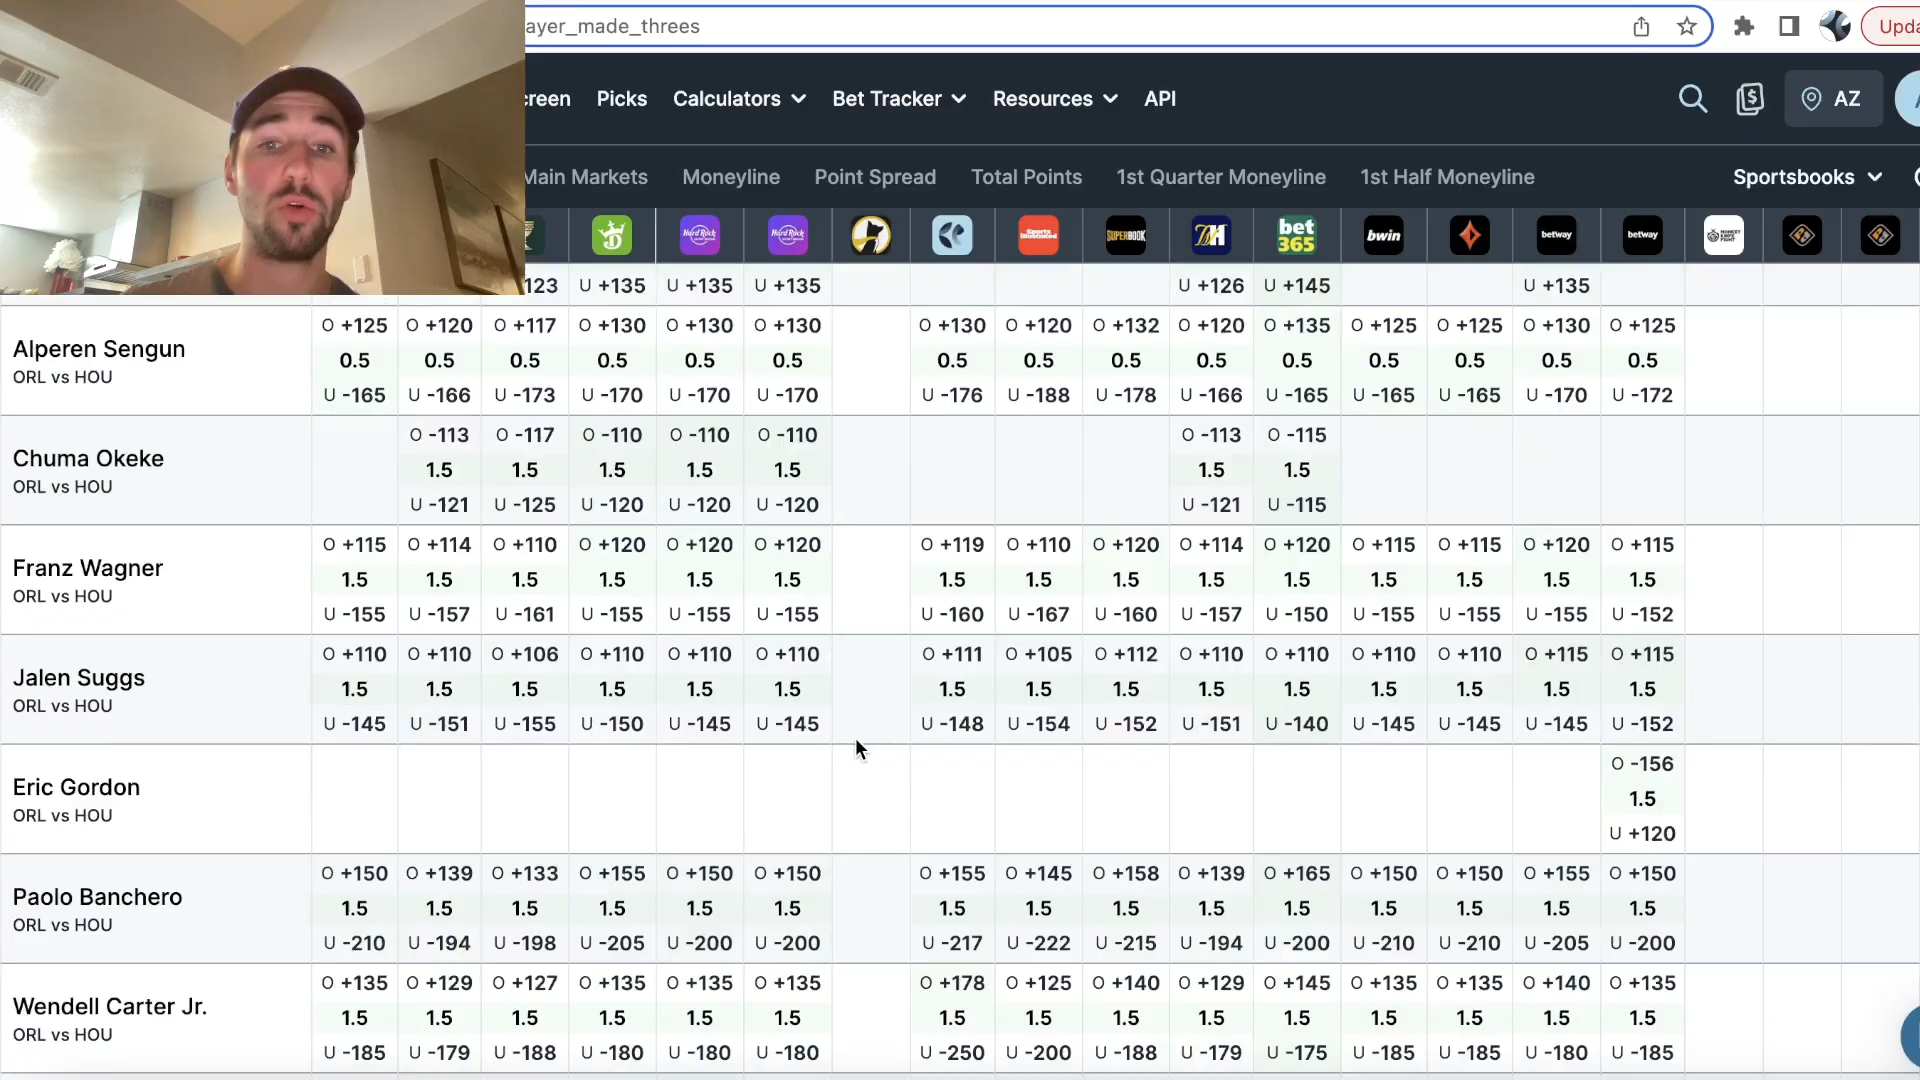 ayer_made_threes
Upda
creen Picks Calculators Bet Tracker Resources API AZ
Main Markets Moneyline Point Spread Total Points 1st Quarter Moneyline 1st Half Moneyline Sportsbooks
Hard Rock Hard Rock Sports Illustrated SUPERBOOK bet365 bwin betway betway
123 U +135 U +135 U +135 U +126 U +145 U +135
Alperen Sengun
ORL vs HOU
O +125 O +120 O +117 O +130 O +130 O +130 O +130 O +120 O +132 O +120 O +135 O +125 O +125 O +130 O +125
0.5 0.5 0.5 0.5 0.5 0.5 0.5 0.5 0.5 0.5 0.5 0.5 0.5 0.5 0.5
U -165 U -166 U -173 U -170 U -170 U -170 U -176 U -188 U -178 U -166 U -165 U -165 U -165 U -170 U -172
Chuma Okeke
ORL vs HOU
O -113 O -117 O -110 O -110 O -110 O -113 O -115
1.5 1.5 1.5 1.5 1.5 1.5 1.5
U -121 U -125 U -120 U -120 U -120 U -121 U -115
Franz Wagner
ORL vs HOU
O +115 O +114 O +110 O +120 O +120 O +120 O +119 O +110 O +120 O +114 O +120 O +115 O +115 O +120 O +115
1.5 1.5 1.5 1.5 1.5 1.5 1.5 1.5 1.5 1.5 1.5 1.5 1.5 1.5 1.5
U -155 U -157 U -161 U -155 U -155 U -155 U -160 U -167 U -160 U -157 U -150 U -155 U -155 U -155 U -152
Jalen Suggs
ORL vs HOU
O +110 O +110 O +106 O +110 O +110 O +110 O +111 O +105 O +112 O +110 O +110 O +110 O +110 O +115 O +115
1.5 1.5 1.5 1.5 1.5 1.5 1.5 1.5 1.5 1.5 1.5 1.5 1.5 1.5 1.5
U -145 U -151 U -155 U -150 U -145 U -145 U -148 U -154 U -152 U -151 U -140 U -145 U -145 U -145 U -152
Eric Gordon
ORL vs HOU
O -156
1.5
U +120
Paolo Banchero
ORL vs HOU
O +150 O +139 O +133 O +155 O +150 O +150 O +155 O +145 O +158 O +139 O +165 O +150 O +150 O +155 O +150
1.5 1.5 1.5 1.5 1.5 1.5 1.5 1.5 1.5 1.5 1.5 1.5 1.5 1.5 1.5
U -210 U -194 U -198 U -205 U -200 U -200 U -217 U -222 U -215 U -194 U -200 U -210 U -210 U -205 U -200
Wendell Carter Jr.
ORL vs HOU
O +135 O +129 O +127 O +135 O +135 O +135 O +178 O +125 O +140 O +129 O +145 O +135 O +135 O +140 O +135
1.5 1.5 1.5 1.5 1.5 1.5 1.5 1.5 1.5 1.5 1.5 1.5 1.5 1.5 1.5
U -185 U -179 U -188 U -180 U -180 U -180 U -250 U -200 U -188 U -179 U -175 U -185 U -185 U -180 U -185